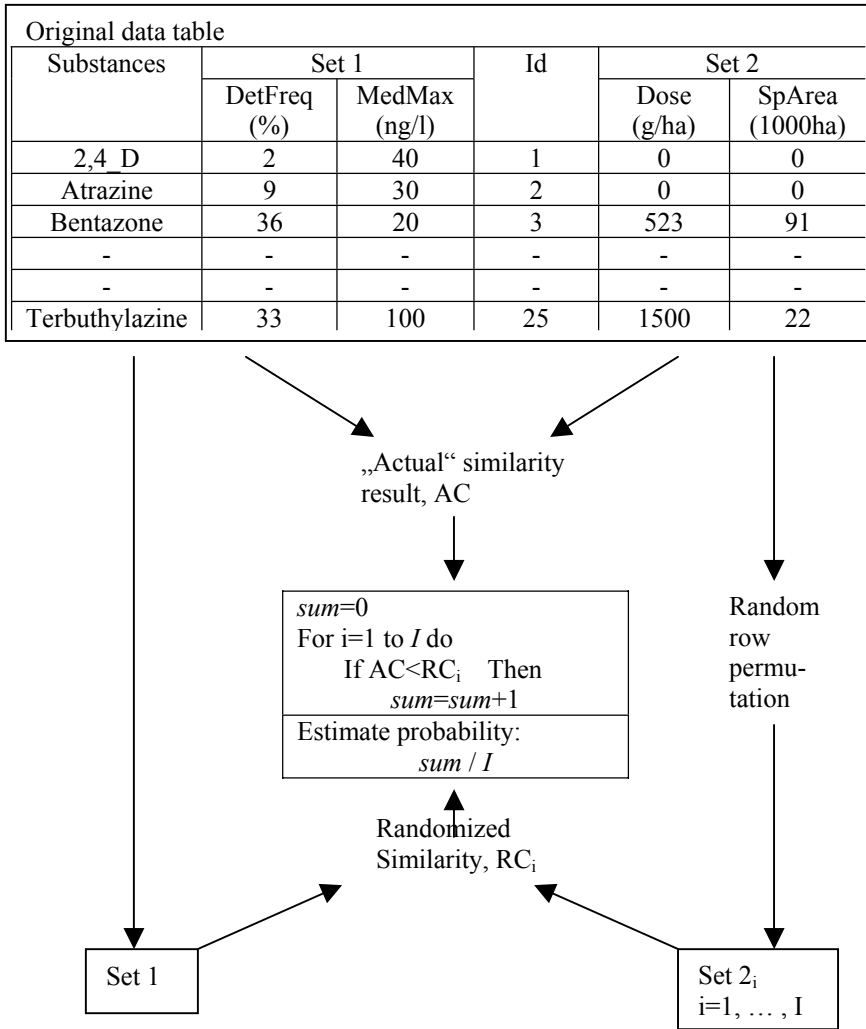 Original data table
Substances Set 1 Id Set 2
DetFreq (%) MedMax (ng/l) Dose (g/ha) SpArea (1000ha)
2,4_D 2 40 1 0 0
Atrazine 9 30 2 0 0
Bentazone 36 20 3 523 91
- - - - - -
- - - - - -
Terbuthylazine 33 100 25 1500 22
„Actual“ similarity
result, AC
sum=0
For i=1 to I do
If AC<RCi Then
sum=sum+1
Estimate probability:
sum / I
Random
row
permu-
tation
Randomized
Similarity, RCi
Set 1
Set 2i
i=1, … , I